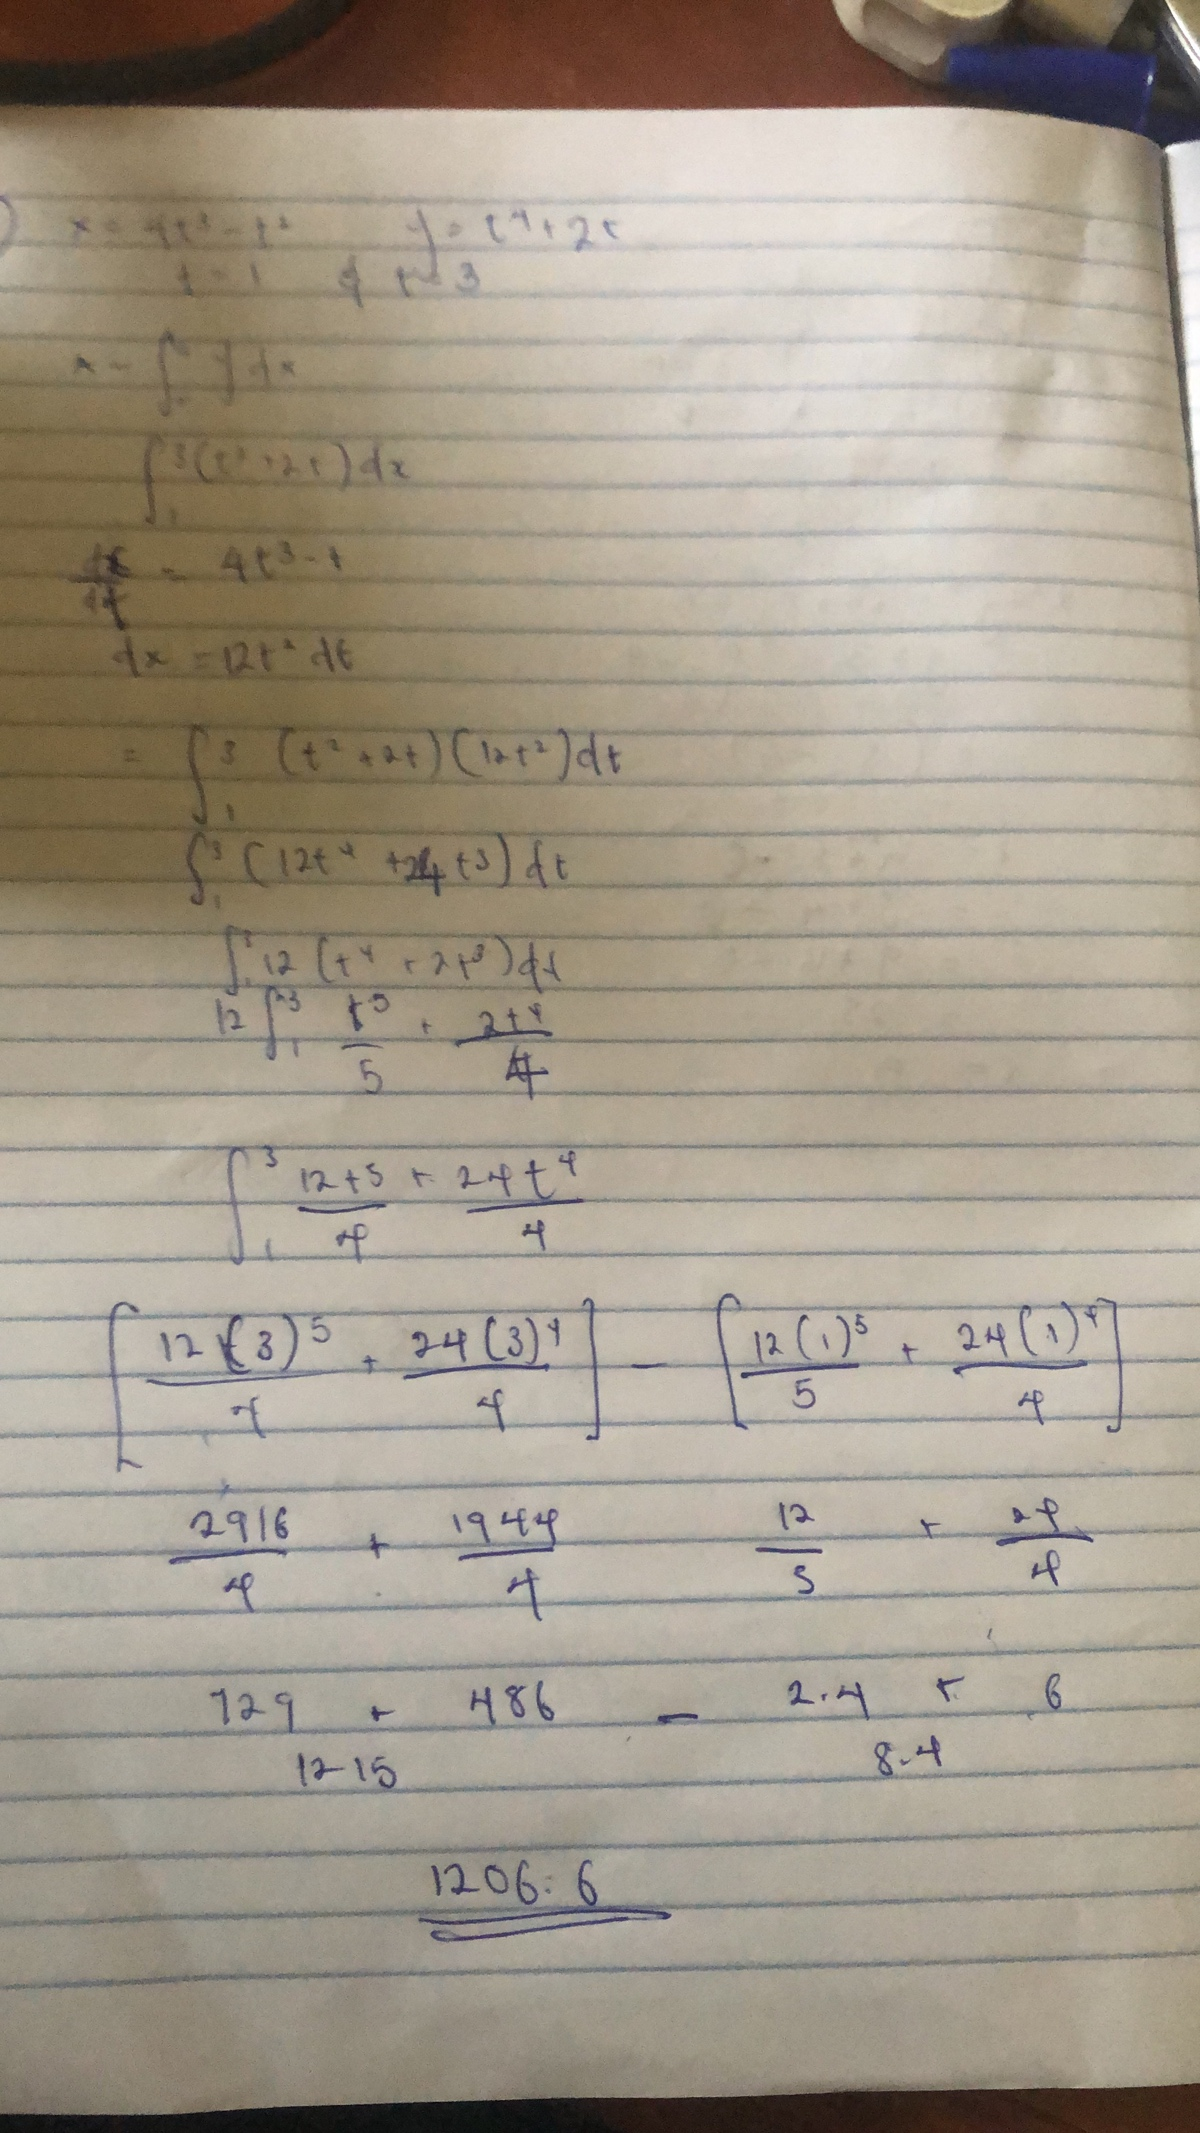 y = t⁴ + 2t
t = 1 & t = 3
∫ y dx
∫₁³ (t² + 2t) dx
dx/dt = 4t³ - t
dx = 12t² dt
= ∫₁³ (t² + 2t)(12t²) dt
∫₁³ (12t⁴ + 24t³) dt
∫₁³ 12 (t⁴ + 2t³) dt
12 ∫₁³ t⁵/5 + 2t⁴/4
∫₁³ 12t⁵/4 + 24t⁴/4
[12(3)⁵/4 + 24(3)⁴/4] - [12(1)⁵/5 + 24(1)⁴/4]
2916/4 + 1944/4 12/5 + 24/4
729 + 486 - 2.4 + 6
1215 8.4
1206.6